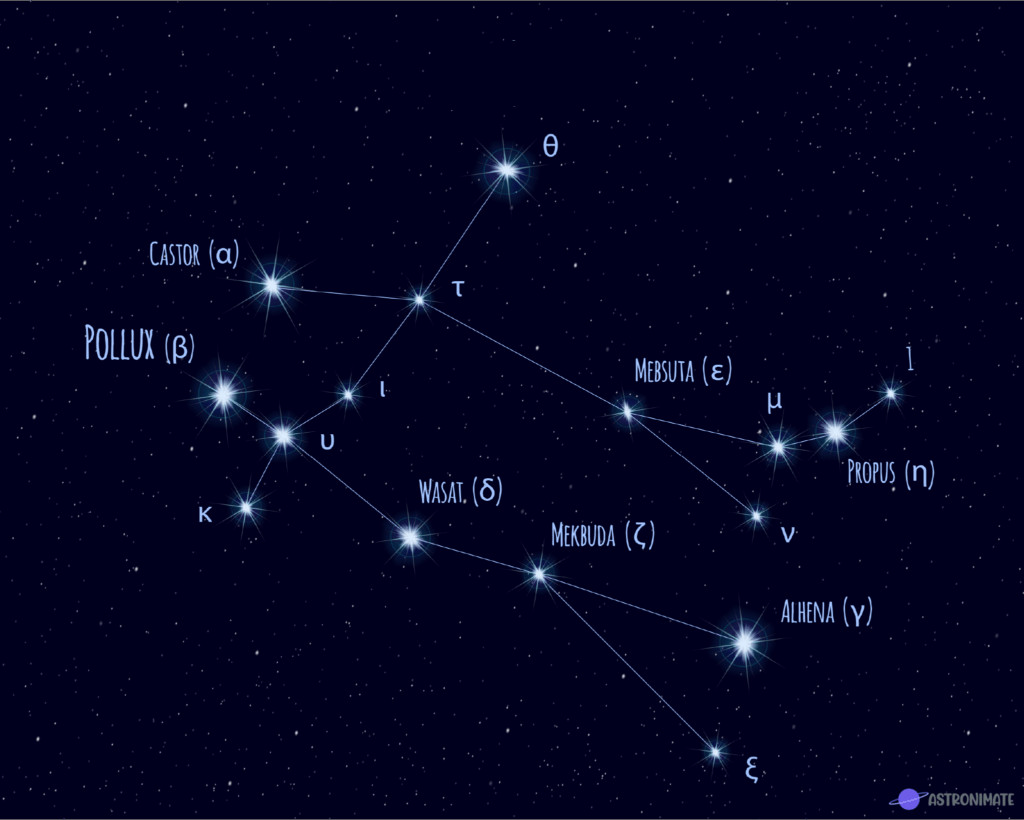 θ
CASTOR (α)
τ
POLLUX (β)
ι
MEBSUTA (ε)
1
μ
υ
PROPUS (η)
κ
WASAT (δ)
ν
MEKBUDA (ζ)
ALHENA (γ)
ξ
ASTRONIMATE